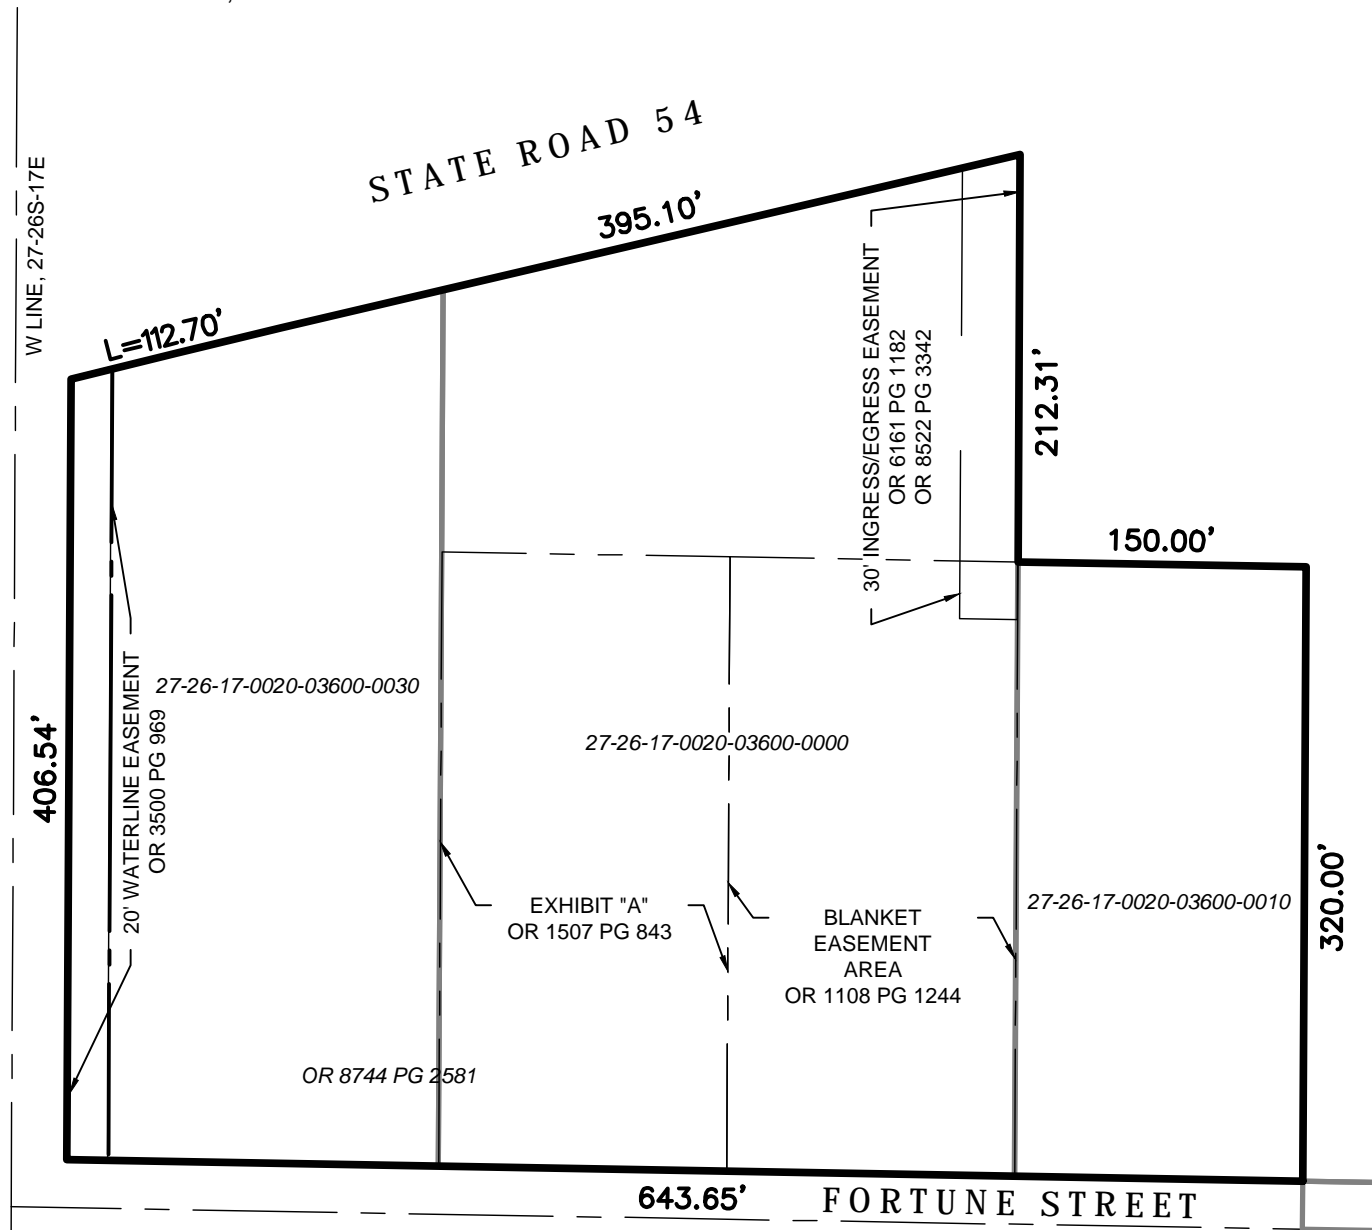 STATE ROAD 54
W LINE, 27-26S-17E
395.10'
L=112.70'
30' INGRESS/EGRESS EASEMENT
OR 6161 PG 1182
OR 8522 PG 3342
212.31'
150.00'
20' WATERLINE EASEMENT
OR 3500 PG 969
27-26-17-0020-03600-0030
406.54'
27-26-17-0020-03600-0000
EXHIBIT "A"
OR 1507 PG 843
BLANKET
EASEMENT
AREA
OR 1108 PG 1244
27-26-17-0020-03600-0010
320.00'
OR 8744 PG 2581
643.65'
FORTUNE STREET